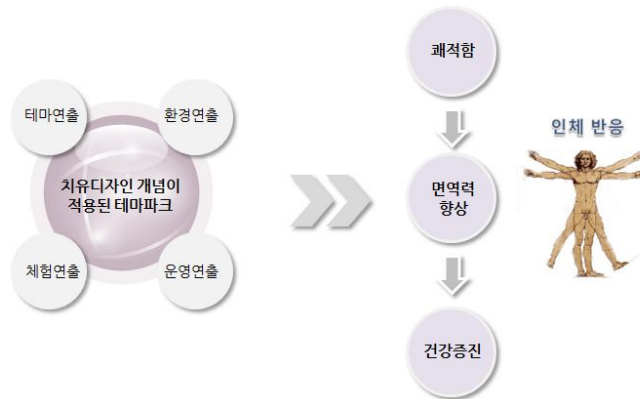 테마연출
환경연출
치유디자인 개념이
적용된 테마파크
체험연출
운영연출
쾌적함
면역력
향상
건강증진
인체 반응